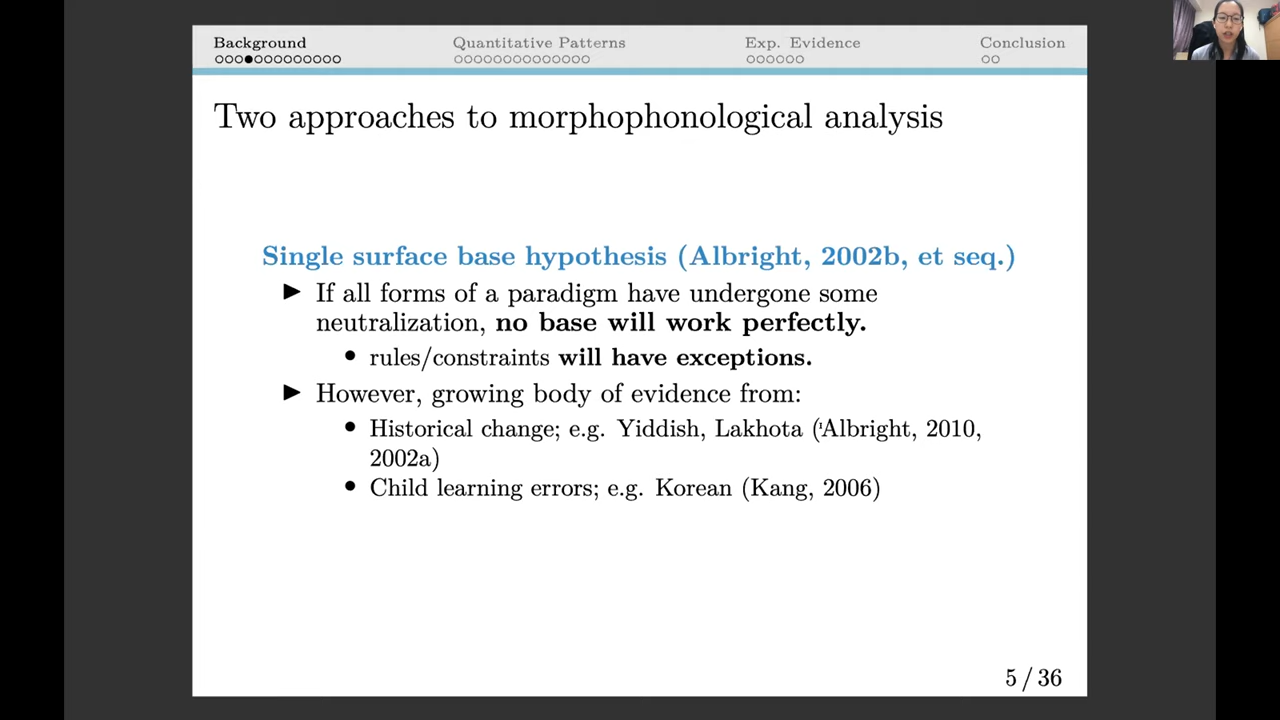 Background Quantitative Patterns Exp. Evidence Conclusion
Two approaches to morphophonological analysis
Single surface base hypothesis (Albright, 2002b, et seq.)
▶ If all forms of a paradigm have undergone some
neutralization, no base will work perfectly.
• rules/constraints will have exceptions.
▶ However, growing body of evidence from:
• Historical change; e.g. Yiddish, Lakhota (Albright, 2010,
2002a)
• Child learning errors; e.g. Korean (Kang, 2006)
5 / 36